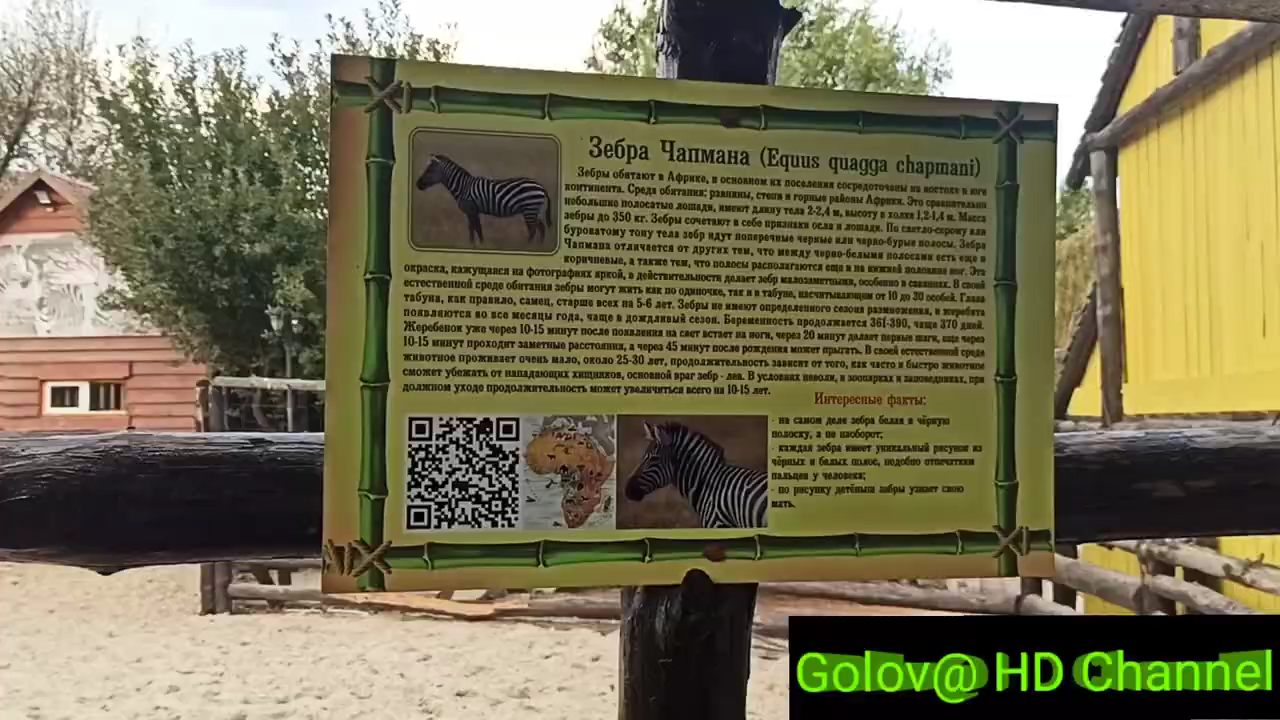 Зебра Чапмана (Equus quagga chapmani)
Зебры обитают в Африке, в основном их поселения сосредоточены на востоке и юге
континента. Среда обитания: равнины, степи и горные районы Африки. Это сравнительно
небольшие полосатые лошади, имеют длину тела 2-2,4 м, высоту в холке 1,2-1,4 м. Масса
зебры до 350 кг. Зебры сочетают в себе признаки осла и лошади. По светло-серому или
буроватому тону тела зебр идут поперечные черные или черно-бурые полосы. Зебра
Чапмана отличается от других тем, что между черно-белыми полосами есть еще и
коричневые, а также тем, что полосы располагаются еще и на нижней половине ног. Эта
окраска, кажущаяся на фотографиях яркой, в действительности делает зебр малозаметными, особенно в саваннах. В своей
естественной среде обитания зебры могут жить как по одиночке, так и в табуне, насчитывающим от 10 до 30 особей. Глава
табуна, как правило, самец, старше всех на 5-6 лет. Зебры не имеют определенного сезона размножения, и жеребята
появляются во все месяцы года, чаще в дождливый сезон. Беременность продолжается 361-390, чаще 370 дней.
Жеребенок уже через 10-15 минут после появления на свет встает на ноги, через 20 минут делает первые шаги, еще через
10-15 минут проходит заметные расстояния, а через 45 минут после рождения может прыгать. В своей естественной среде
животное проживает очень мало, около 25-30 лет, продолжительность зависит от того, как часто и быстро животное
сможет убежать от нападающих хищников, основной враг зебр - лев. В условиях неволи, в зоопарках и заповедниках, при
должном уходе продолжительность может увеличиться всего на 10-15 лет.
Интересные факты:
- на самом деле зебра белая в чёрную
полоску, а не наоборот;
- каждая зебра имеет уникальный рисунок из
чёрных и белых полос, подобно отпечатки
пальцев у человека;
- по рисунку детёныш забры узнает свою
мать.
Golov@ HD Channel